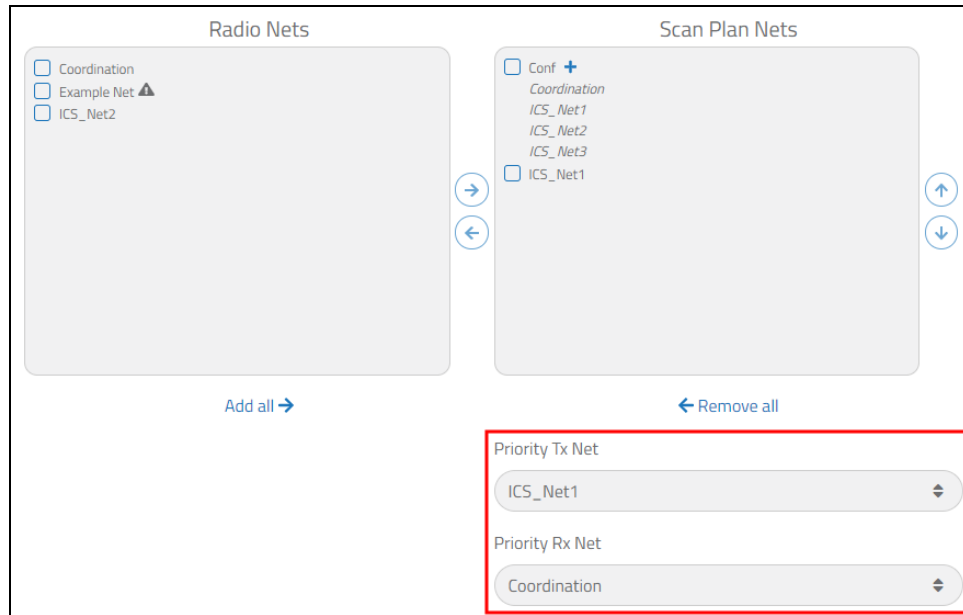 Radio Nets
Coordination
Example Net
ICS_Net2
Add all
Scan Plan Nets
Conf
Coordination
ICS_Net1
ICS_Net2
ICS_Net3
ICS_Net1
Remove all
Priority Tx Net
ICS_Net1
Priority Rx Net
Coordination